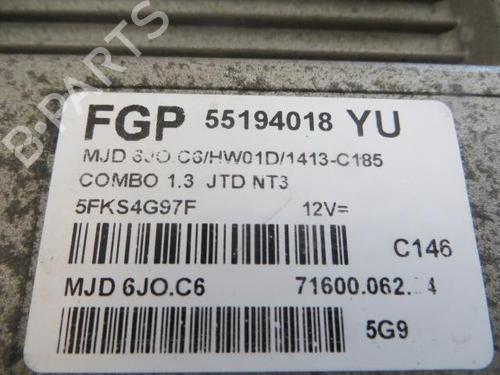 B-PARTS
FGP 55194018 YU
MJD 6JO.C6/HW01D/1413-C185
COMBO 1.3 JTD NT3
5FKS4G97F 12V=
C146
MJD 6JO.C6
5G9